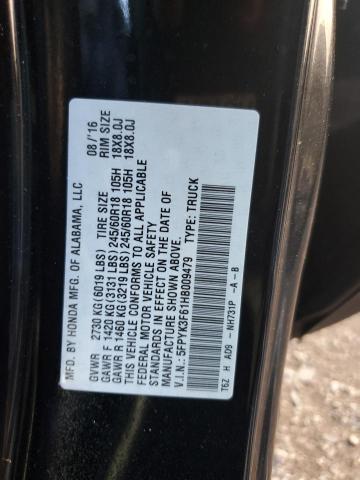 MFD. BY HONDA MFG. OF ALABAMA, LLC 08/'16
GVWR 2730 KG(6019 LBS) TIRE SIZE RIM SIZE
GAWR F 1420 KG(3131 LBS)245/60R18 105H 18X8.0J
GAWR R 1460 KG(3219 LBS)245/60R18 105H 18X8.0J
THIS VEHICLE CONFORMS TO ALL APPLICABLE
FEDERAL MOTOR VEHICLE SAFETY
STANDARDS IN EFFECT ON THE DATE OF
MANUFACTURE SHOWN ABOVE.
V.I.N.: 5FPYK3F61HB009479 TYPE: TRUCK
T6Z H AD9 - NH731P -A - B